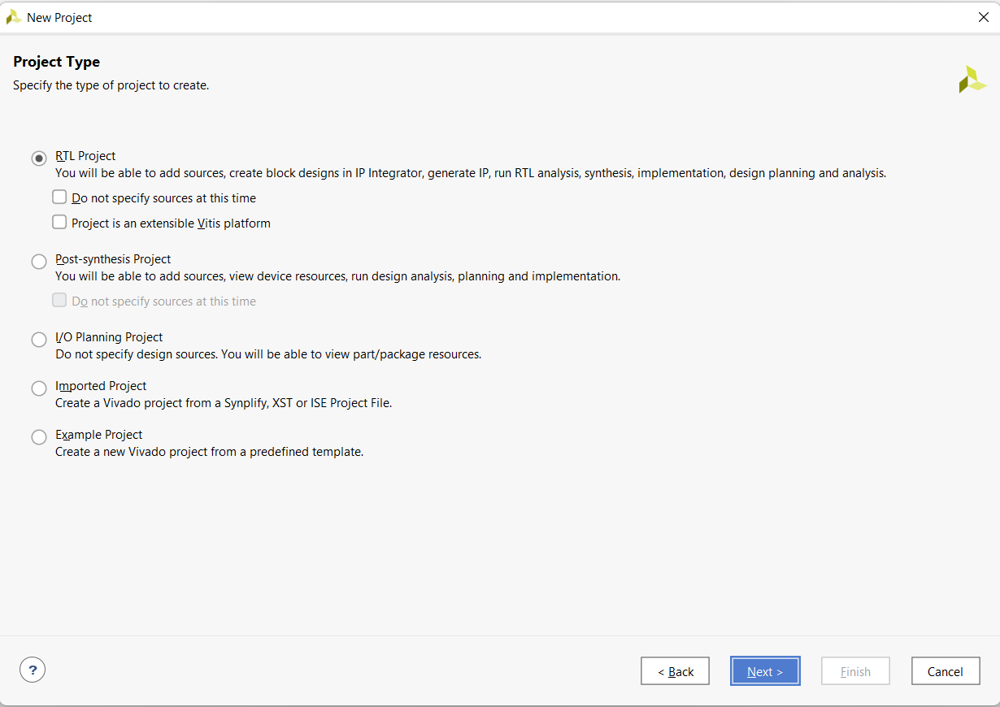 New Project
Project Type
Specify the type of project to create.
RTL Project
You will be able to add sources, create block designs in IP Integrator, generate IP, run RTL analysis, synthesis, implementation, design planning and analysis.
Do not specify sources at this time
Project is an extensible Vitis platform
Post-synthesis Project
You will be able to add sources, view device resources, run design analysis, planning and implementation.
Do not specify sources at this time
I/O Planning Project
Do not specify design sources. You will be able to view part/package resources.
Imported Project
Create a Vivado project from a Synplify, XST or ISE Project File.
Example Project
Create a new Vivado project from a predefined template.
? < Back Next > Finish Cancel